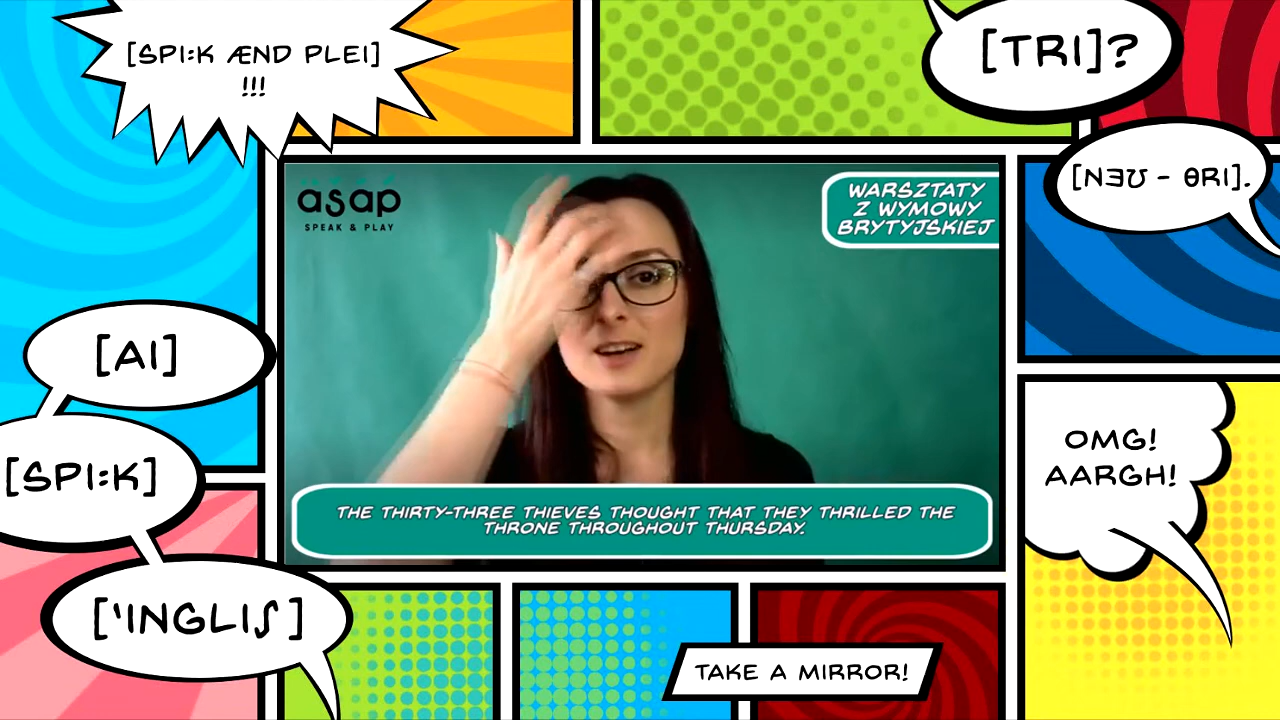 [SPI:K ÆND PLEI]
!!!
[TRI]?
[NƎƱ - ΘRI].
asap
SPEAK & PLAY
WARSZTATY
Z WYMOWY
BRYTYJSKIEJ
[AI]
[SPI:K]
['INGLIʃ]
OMG!
AARGH!
THE THIRTY-THREE THIEVES THOUGHT THAT THEY THRILLED THE
THRONE THROUGHOUT THURSDAY.
TAKE A MIRROR!